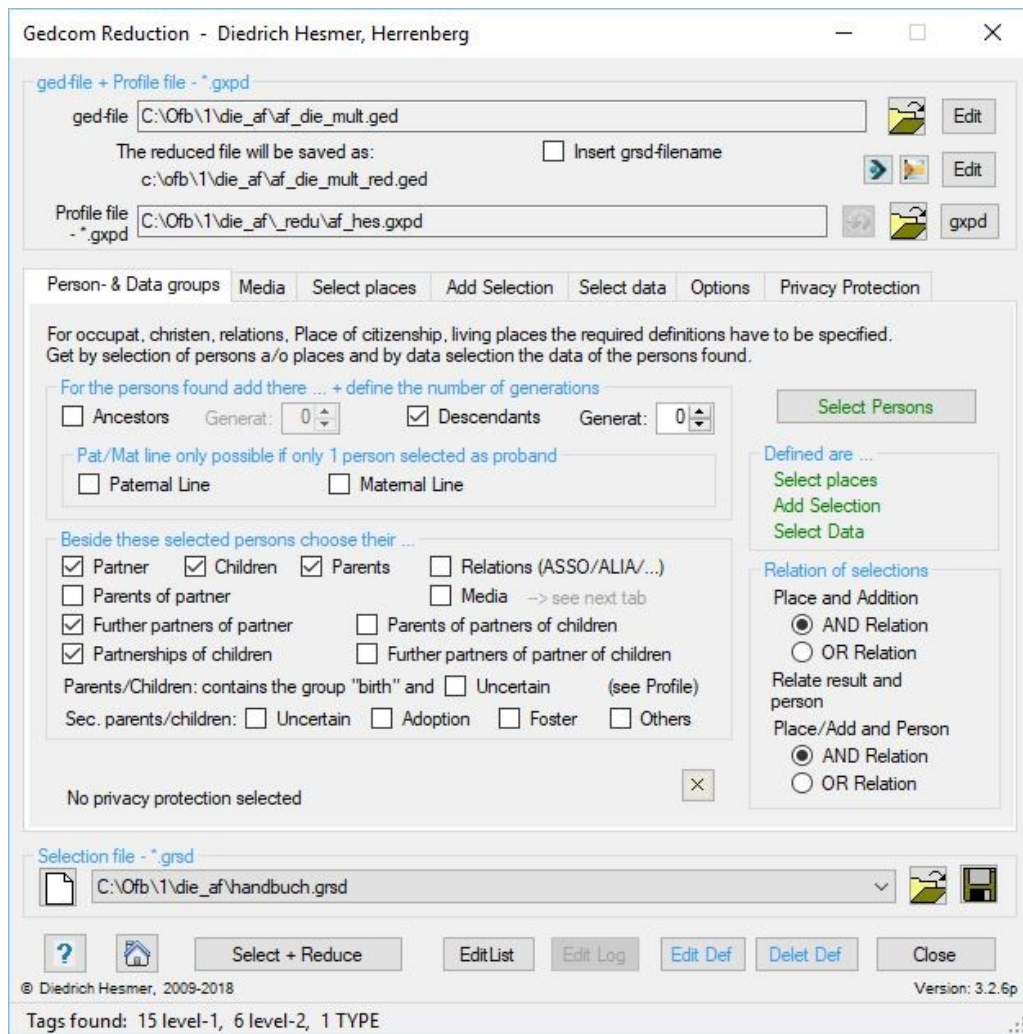 Gedcom Reduction - Diedrich Hesmer, Herrenberg
ged-file + Profile file - *.gxpd
ged-file C:\Ofb\1\die_af\af_die_mult.ged Edit
The reduced file will be saved as: Insert grsd-filename
c:\ofb\1\die_af\af_die_mult_red.ged Edit
Profile file
- *.gxpd C:\Ofb\1\die_af\_redu\af_hes.gxpd gxpd
Person- & Data groups Media Select places Add Selection Select data Options Privacy Protection
For occupat, christen, relations, Place of citizenship, living places the required definitions have to be specified.
Get by selection of persons a/o places and by data selection the data of the persons found.
For the persons found add there ... + define the number of generations
Ancestors Generat: 0 Descendants Generat: 0
Select Persons
Pat/Mat line only possible if only 1 person selected as proband
Paternal Line Maternal Line
Defined are ...
Select places
Add Selection
Select Data
Beside these selected persons choose their ...
Partner Children Parents Relations (ASSO/ALIA/...)
Parents of partner Media --> see next tab
Further partners of partner Parents of partners of children
Partnerships of children Further partners of partner of children
Parents/Children: contains the group "birth" and Uncertain (see Profile)
Sec. parents/children: Uncertain Adoption Foster Others
Relation of selections
Place and Addition
AND Relation
OR Relation
Relate result and
person
Place/Add and Person
AND Relation
OR Relation
No privacy protection selected
Selection file - *.grsd
C:\Ofb\1\die_af\handbuch.grsd
? Select + Reduce EditList Edit Log Edit Def Delet Def Close
© Diedrich Hesmer, 2009-2018 Version: 3.2.6p
Tags found: 15 level-1, 6 level-2, 1 TYPE